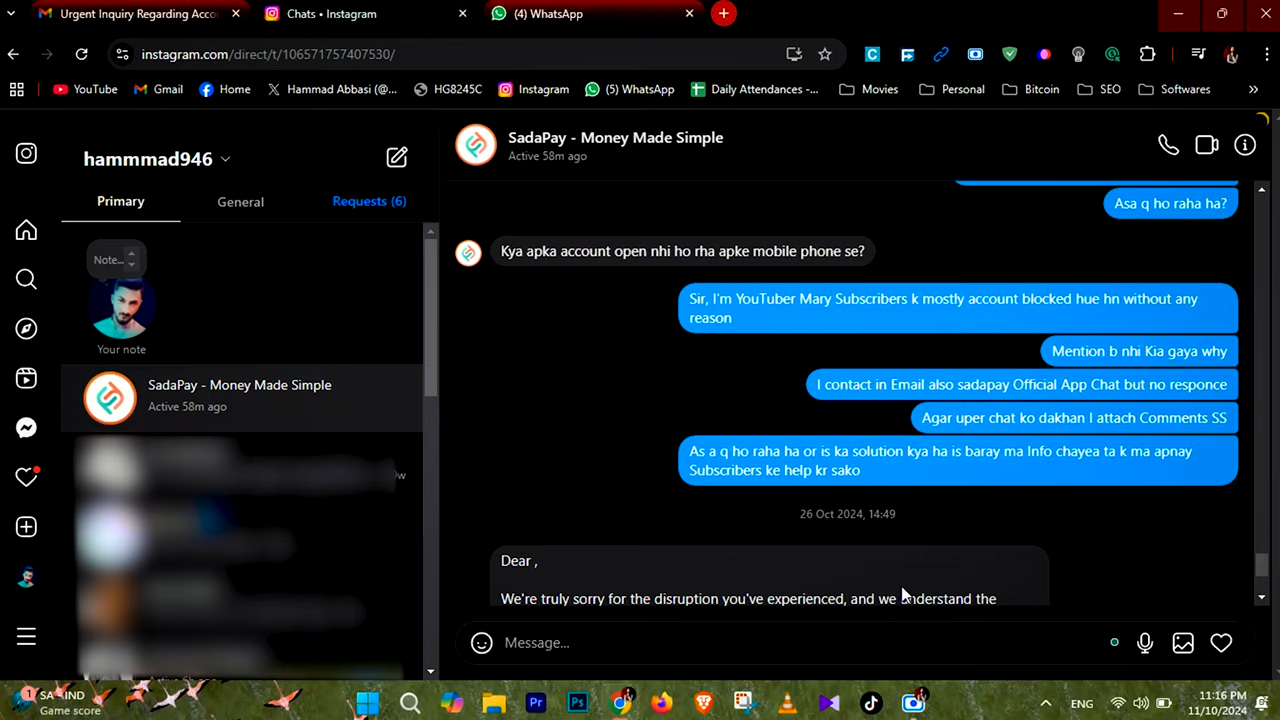 Urgent Inquiry Regarding Accou
Chats • Instagram
(4) WhatsApp
instagram.com/direct/t/106571757407530/
YouTube
Gmail
Home
Hammad Abbasi (@...
HG8245C
Instagram
(5) WhatsApp
Daily Attendances -...
Movies
Personal
Bitcoin
SEO
Softwares
hammmad946
Primary
General
Requests (6)
Note...
Your note
SadaPay - Money Made Simple
Active 58m ago
SadaPay - Money Made Simple
Active 58m ago
Asa q ho raha ha?
Kya apka account open nhi ho rha apke mobile phone se?
Sir, I'm YouTuber Mary Subscribers k mostly account blocked hue hn without any
reason
Mention b nhi Kia gaya why
I contact in Email also sadapay Official App Chat but no responce
Agar uper chat ko dakhan I attach Comments SS
As a q ho raha ha or is ka solution kya ha is baray ma Info chayea ta k ma apnay
Subscribers ke help kr sako
26 Oct 2024, 14:49
Dear ,
We're truly sorry for the disruption you've experienced, and we understand the
Message...
1
SA - IND
Game score
Pr
Ps
ENG
11:16 PM
11/10/2024